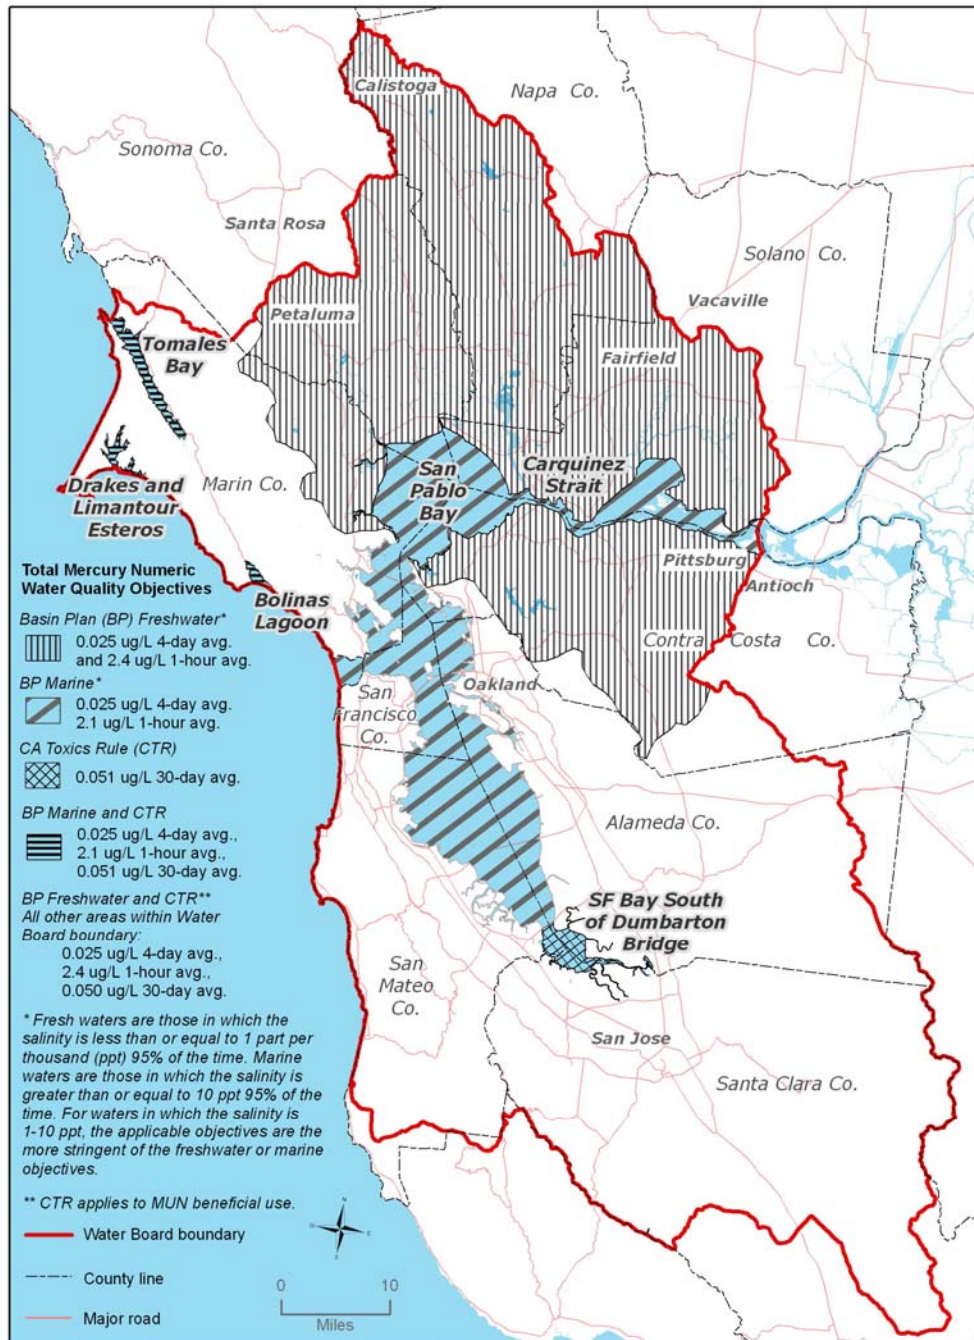 Calistoga
Napa Co.
Sonoma Co.
Santa Rosa
Solano Co.
Vacaville
Petaluma
Fairfield
Tomales
Bay
San
Pablo
Bay
Carquinez
Strait
Marin Co.
Drakes and
Limantour
Esteros
Pittsburg
Antioch
Bolinas
Lagoon
Contra Costa Co.
San
Francisco
Co.
Oakland
Alameda Co.
SF Bay South
of Dumbarton
Bridge
San
Mateo
Co.
San Jose
Santa Clara Co.
Total Mercury Numeric
Water Quality Objectives
Basin Plan (BP) Freshwater*
0.025 ug/L 4-day avg.
and 2.4 ug/L 1-hour avg.
BP Marine*
0.025 ug/L 4-day avg.
2.1 ug/L 1-hour avg.
CA Toxics Rule (CTR)
0.051 ug/L 30-day avg.
BP Marine and CTR
0.025 ug/L 4-day avg.,
2.1 ug/L 1-hour avg.,
0.051 ug/L 30-day avg.
BP Freshwater and CTR**
All other areas within Water
Board boundary:
0.025 ug/L 4-day avg.,
2.4 ug/L 1-hour avg.,
0.050 ug/L 30-day avg.
* Fresh waters are those in which the
salinity is less than or equal to 1 part per
thousand (ppt) 95% of the time. Marine
waters are those in which the salinity is
greater than or equal to 10 ppt 95% of the
time. For waters in which the salinity is
1-10 ppt, the applicable objectives are the
more stringent of the freshwater or marine
objectives.
** CTR applies to MUN beneficial use.
Water Board boundary
County line
Major road
N
E
S
W
0 10
Miles